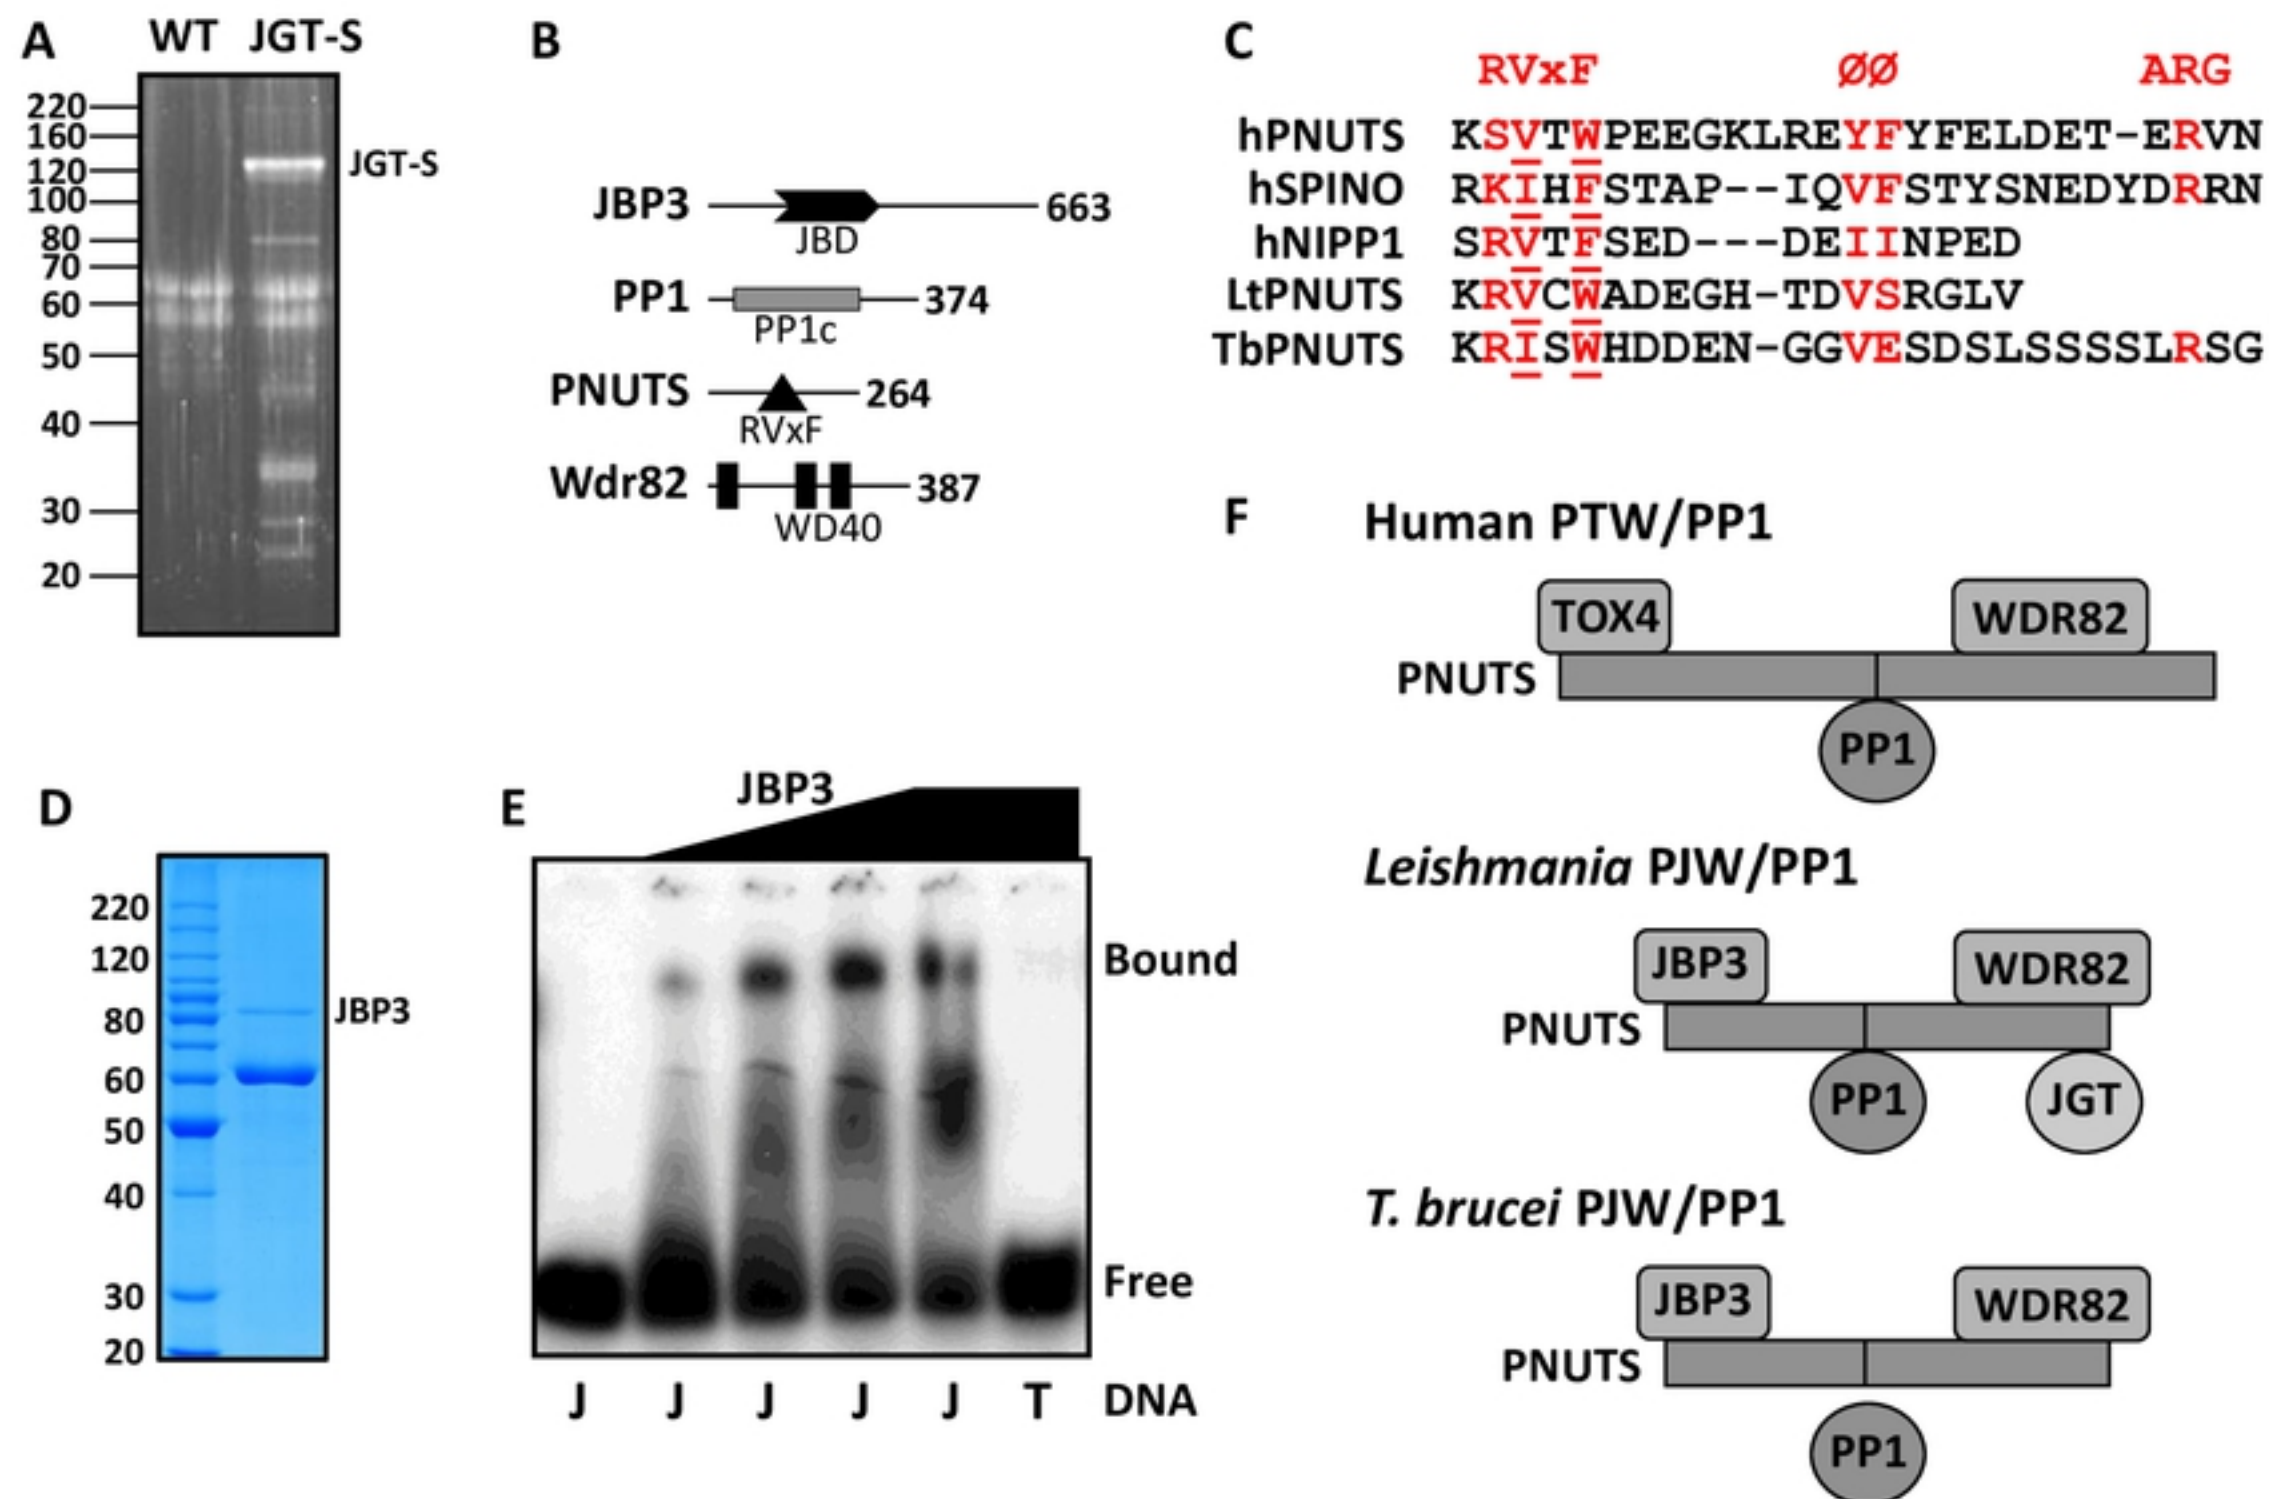 A
WT JGT-S
220
160
120
100
80
70
60
50
40
30
20
JGT-S
B
JBP3 663
JBD
PP1 374
PP1c
PNUTS 264
RVxF
Wdr82 387
WD40
C
RVxF ØØ ARG
hPNUTS KSVTWPEEGKLREYFYFELDET-ERVN
hSPINO RKIHFSTAP--IQVFSTYSNEDYDRRN
hNIPP1 SRVTFSED---DEIINPED
LtPNUTS KRVCWADEGH-TDVSRGLV
TbPNUTS KRISWHDDEN-GGVESDSLSSSSLRSG
D
220
120
80
60
50
40
30
20
JBP3
E
JBP3
Bound
Free
J J J J J T DNA
F
Human PTW/PP1
TOX4 WDR82
PNUTS
PP1
Leishmania PJW/PP1
JBP3 WDR82
PNUTS
PP1 JGT
T. brucei PJW/PP1
JBP3 WDR82
PNUTS
PP1